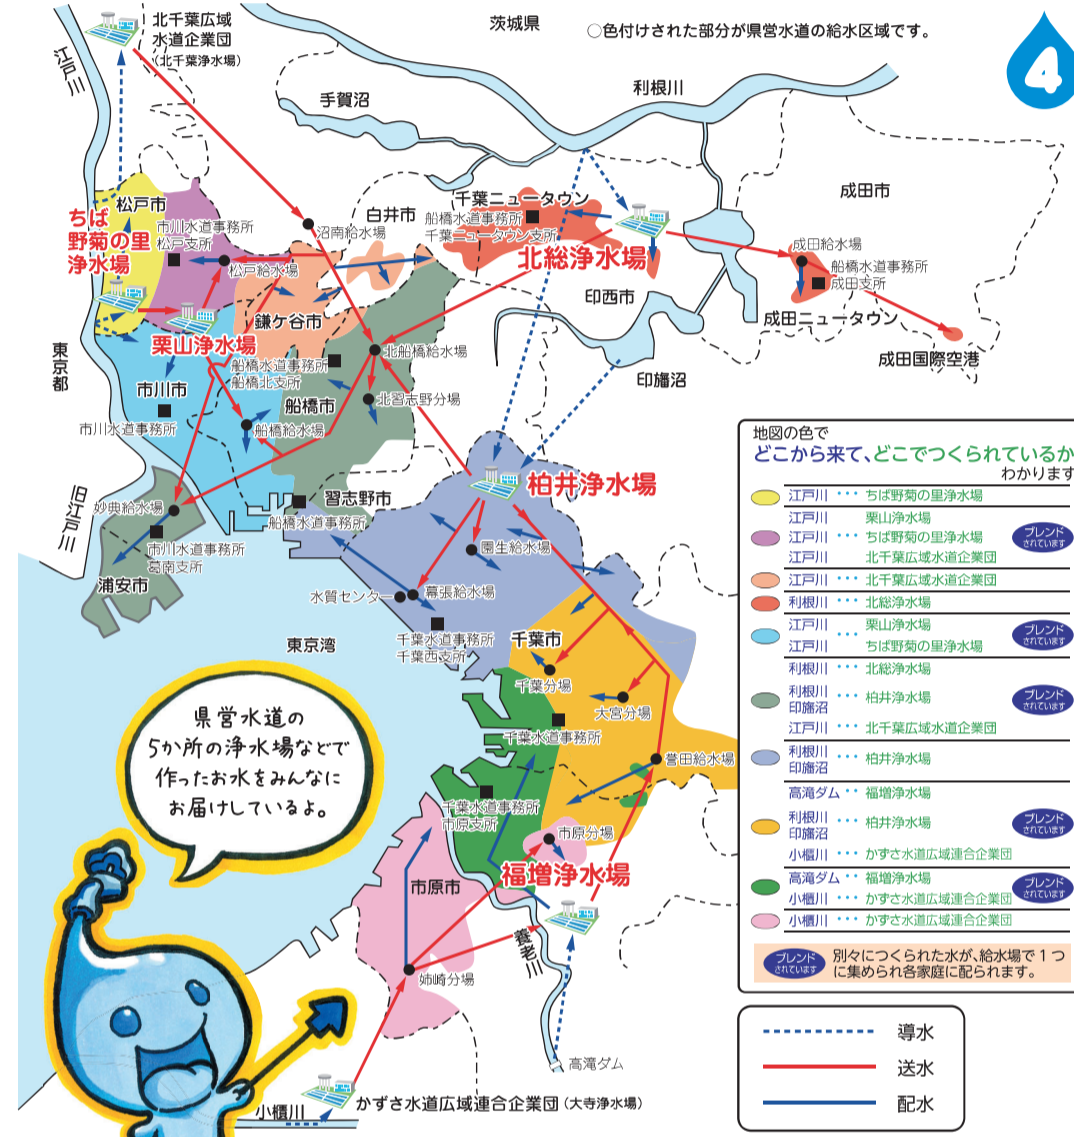 北千葉広域
水道企業団
(北千葉浄水場)
茨城県
○色付けされた部分が県営水道の給水区域です。
4
江戸川
手賀沼
利根川
成田市
松戸市
ちば
野菊の里
浄水場
市川水道事務所
松戸支所
松戸給水場
白井市
沼南給水場
千葉ニュータウン
船橋水道事務所
千葉ニュータウン支所
北総浄水場
成田給水場
船橋水道事務所
成田支所
印西市
成田ニュータウン
成田国際空港
印旛沼
東京都
栗山浄水場
鎌ケ谷市
船橋水道事務所
船橋北支所
北船橋給水場
市川市
市川水道事務所
船橋市
北習志野分場
船橋給水場
旧江戸川
妙典給水場
市川水道事務所
葛南支所
浦安市
習志野市
船橋水道事務所
柏井浄水場
園生給水場
水質センター
幕張給水場
千葉水道事務所
千葉西支所
東京湾
千葉市
千葉分場
大宮分場
千葉水道事務所
誉田給水場
千葉水道事務所
市原支所
市原分場
福増浄水場
市原市
養老川
姉崎分場
高滝ダム
小櫃川
かずさ水道広域連合企業団(大寺浄水場)
県営水道の
5か所の浄水場などで
作ったお水をみんなに
お届けしているよ。
地図の色で
どこから来て、どこでつくられているか
わかります
江戸川 ・・・ ちば野菊の里浄水場
江戸川 栗山浄水場
江戸川 ・・・ ちば野菊の里浄水場
江戸川 北千葉広域水道企業団
ブレンド
されています
江戸川 ・・・ 北千葉広域水道企業団
利根川 ・・・ 北総浄水場
江戸川 ・・・ 栗山浄水場
江戸川 ちば野菊の里浄水場
ブレンド
されています
利根川 ・・・ 北総浄水場
利根川
印旛沼 ・・・ 柏井浄水場
江戸川 ・・・ 北千葉広域水道企業団
ブレンド
されています
利根川
印旛沼 ・・・ 柏井浄水場
高滝ダム ・・ 福増浄水場
利根川
印旛沼 ・・・ 柏井浄水場
小櫃川 ・・・ かずさ水道広域連合企業団
ブレンド
されています
高滝ダム ・・・ 福増浄水場
小櫃川 ・・・ かずさ水道広域連合企業団
ブレンド
されています
小櫃川 ・・・ かずさ水道広域連合企業団
ブレンド
されています
別々につくられた水が、給水場で1つ
に集められ各家庭に配られます。
導水
送水
配水